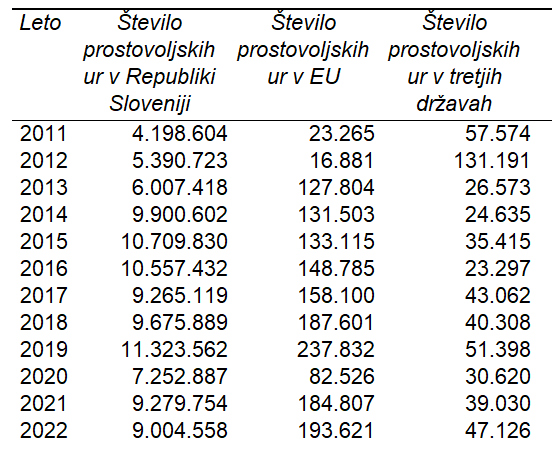 Leto Število Število Število
prostovoljskih prostovoljskih prostovoljskih
ur v Republiki ur v EU ur v tretjih
Sloveniji državah
2011 4.198.604 23.265 57.574
2012 5.390.723 16.881 131.191
2013 6.007.418 127.804 26.573
2014 9.900.602 131.503 24.635
2015 10.709.830 133.115 35.415
2016 10.557.432 148.785 23.297
2017 9.265.119 158.100 43.062
2018 9.675.889 187.601 40.308
2019 11.323.562 237.832 51.398
2020 7.252.887 82.526 30.620
2021 9.279.754 184.807 39.030
2022 9.004.558 193.621 47.126